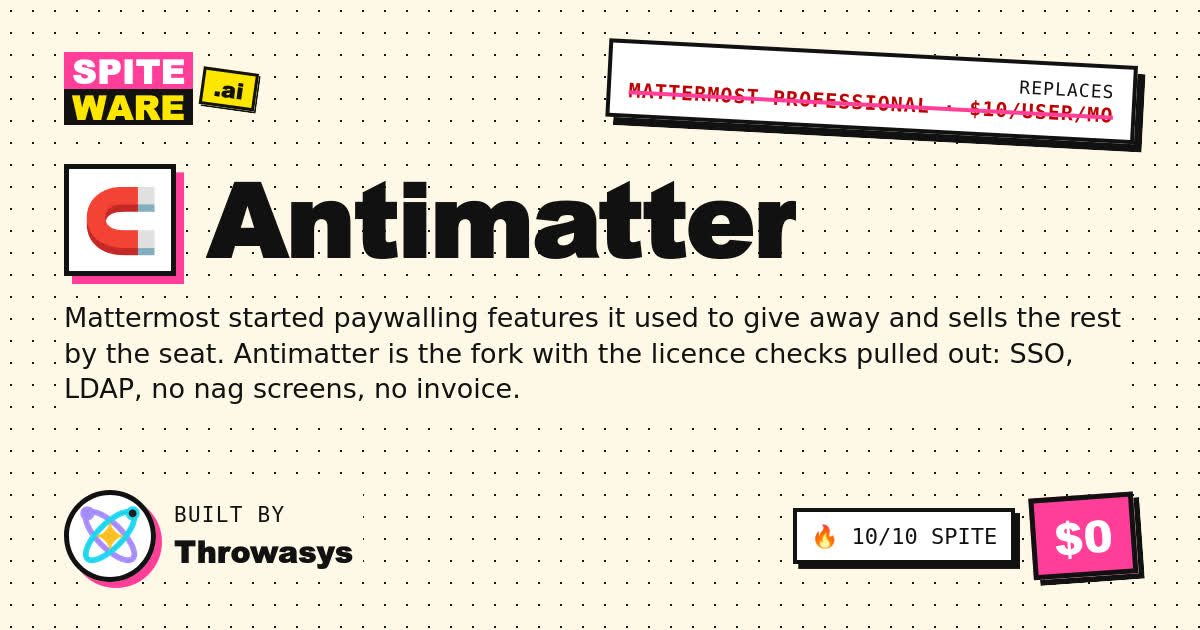 SPITE
WARE
.ai
REPLACES
MATTERMOST PROFESSIONAL · $10/USER/MO
Antimatter
Mattermost started paywalling features it used to give away and sells the rest
by the seat. Antimatter is the fork with the licence checks pulled out: SSO,
LDAP, no nag screens, no invoice.
BUILT BY
Throwasys
🔥 10/10 SPITE
$0